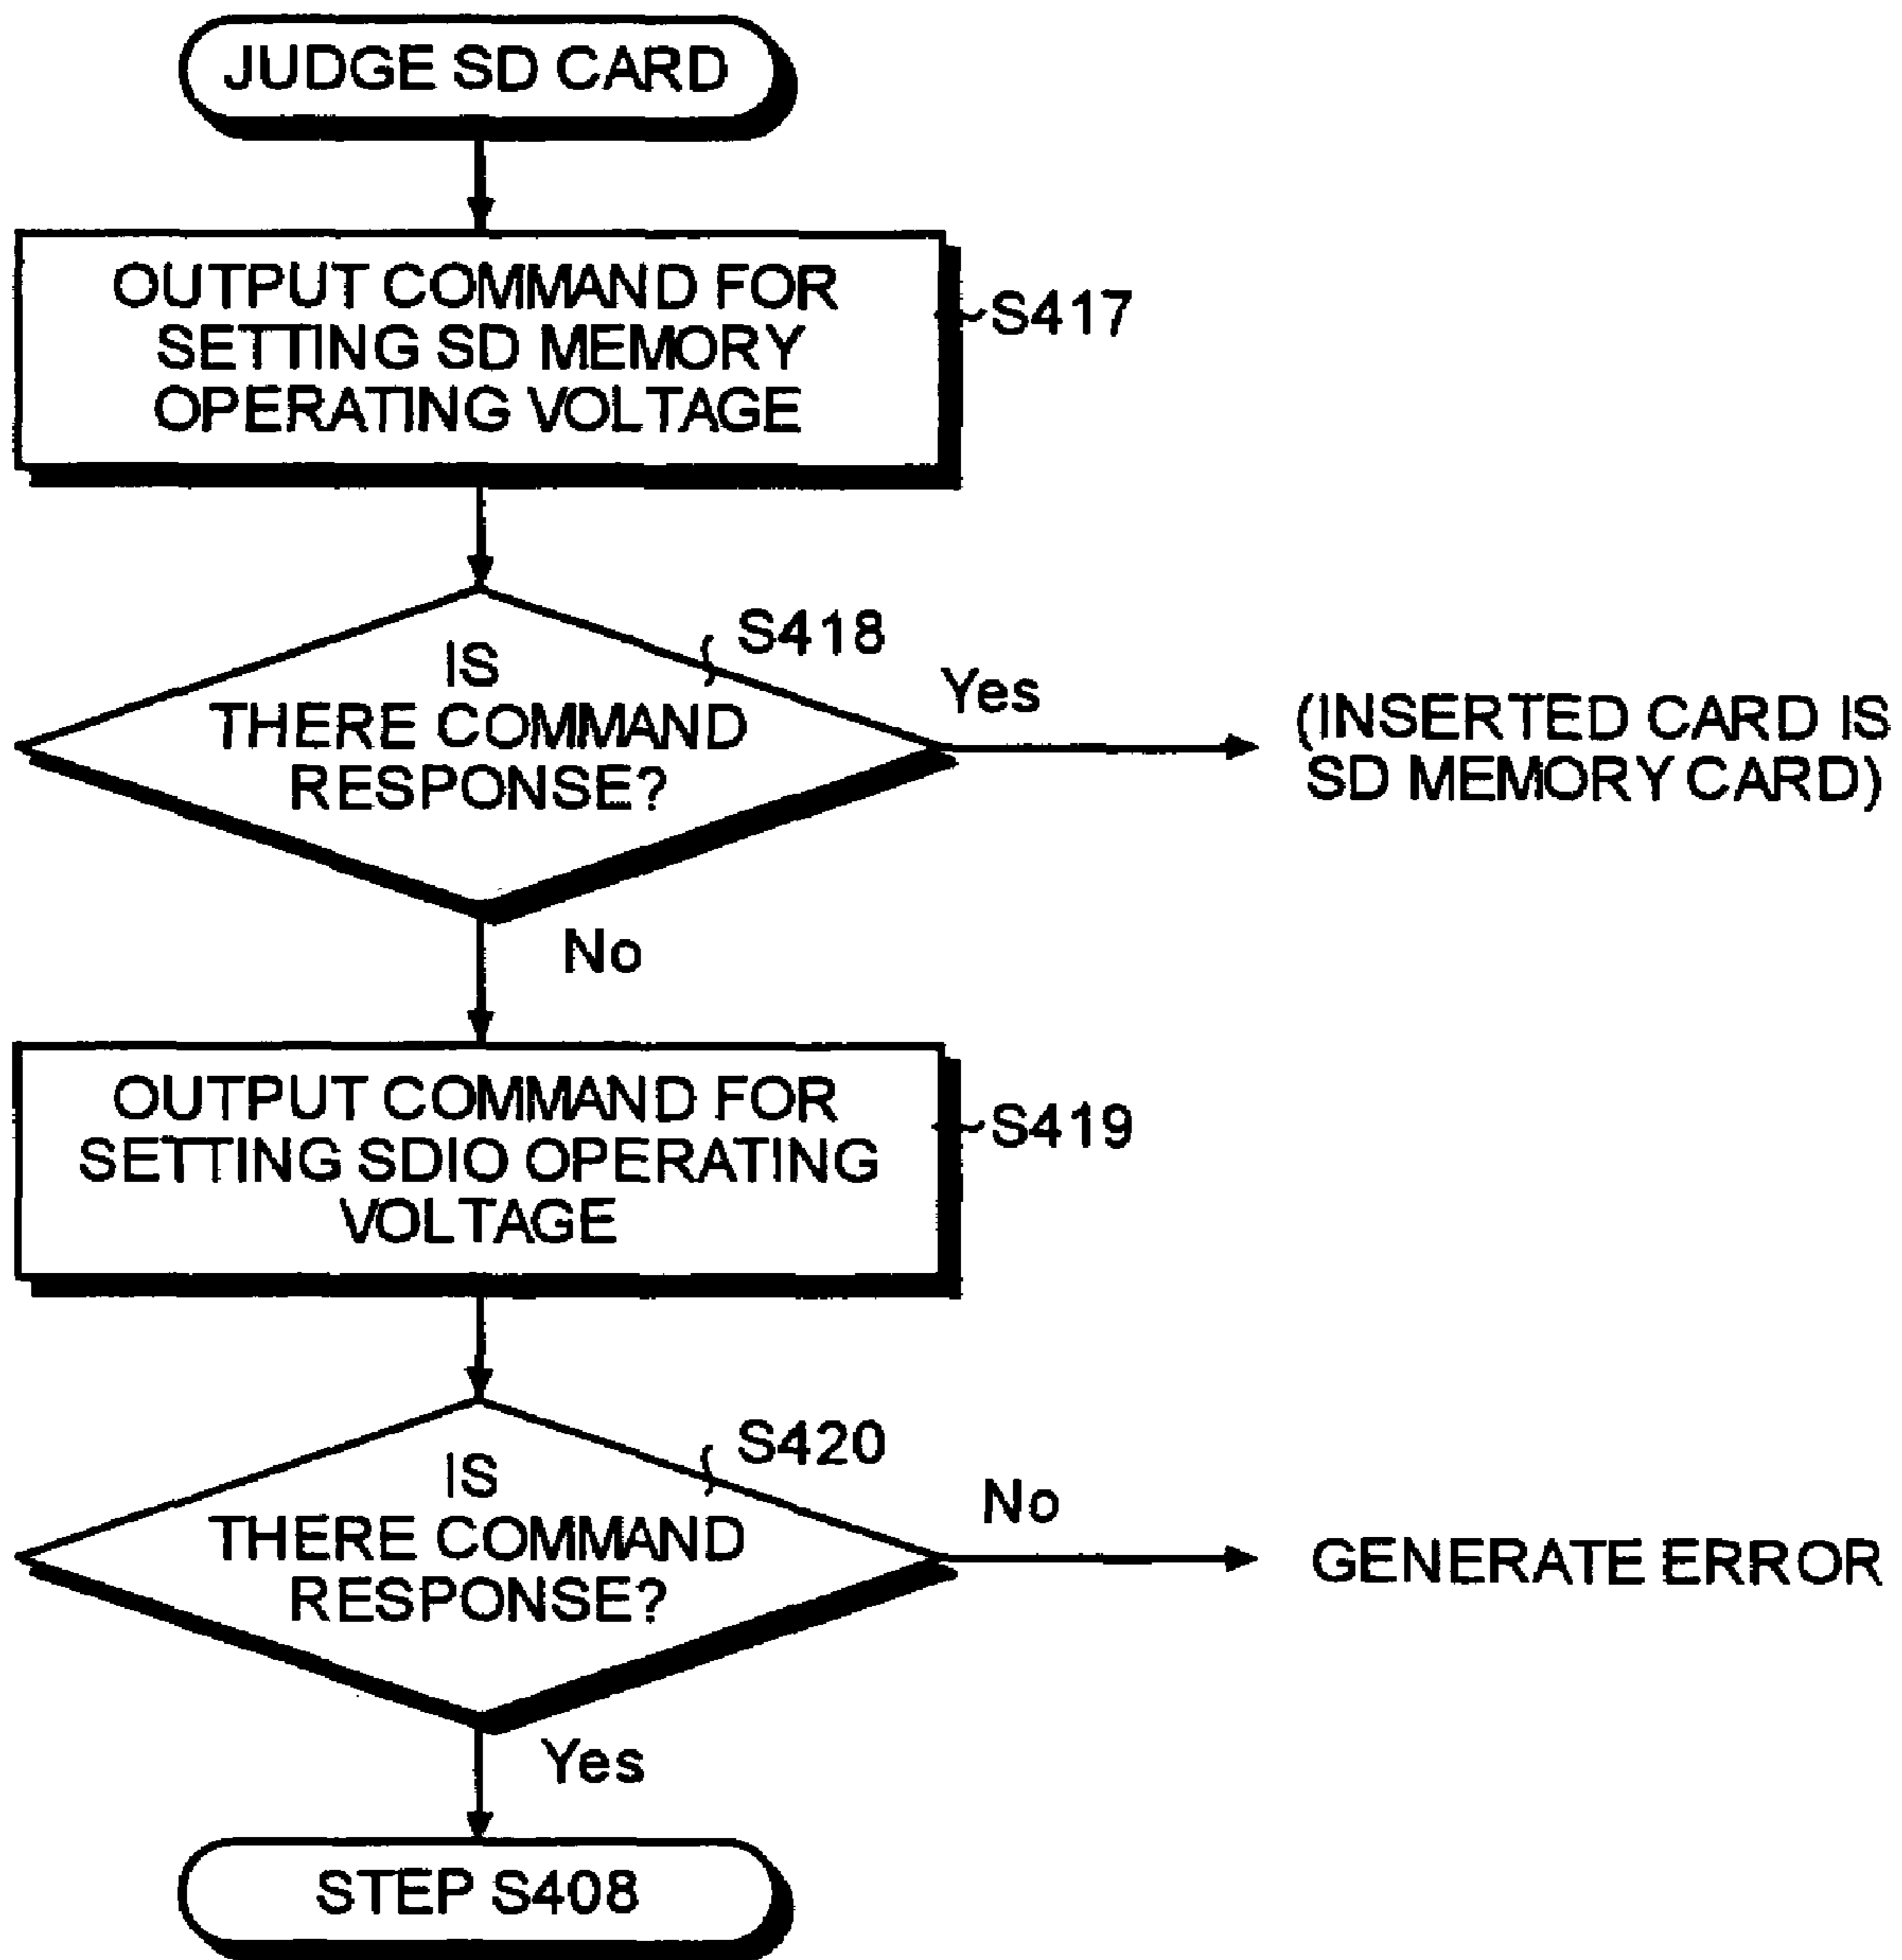 JUDGE SD CARD
OUTPUT COMMAND FOR
SETTING SD MEMORY
OPERATING VOLTAGE
S417
S418
IS
THERE COMMAND
RESPONSE?
Yes
(INSERTED CARD IS
SD MEMORY CARD)
No
OUTPUT COMMAND FOR
SETTING SDIO OPERATING
VOLTAGE
S419
S420
IS
THERE COMMAND
RESPONSE?
No
GENERATE ERROR
Yes
STEP S408